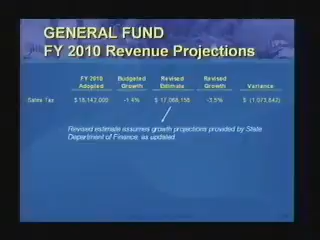 GENERAL FUND
FY 2010 Revenue Projections
FY 2010 Budgeted Revised Revised
Adopted Growth Estimate Growth Variance
Sales Tax $ 18,142,000 -1.4% $ 17,068,158 -3.5% $ (1,073,842)
Revised estimate assumes growth projections provided by State
Department of Finance, as updated